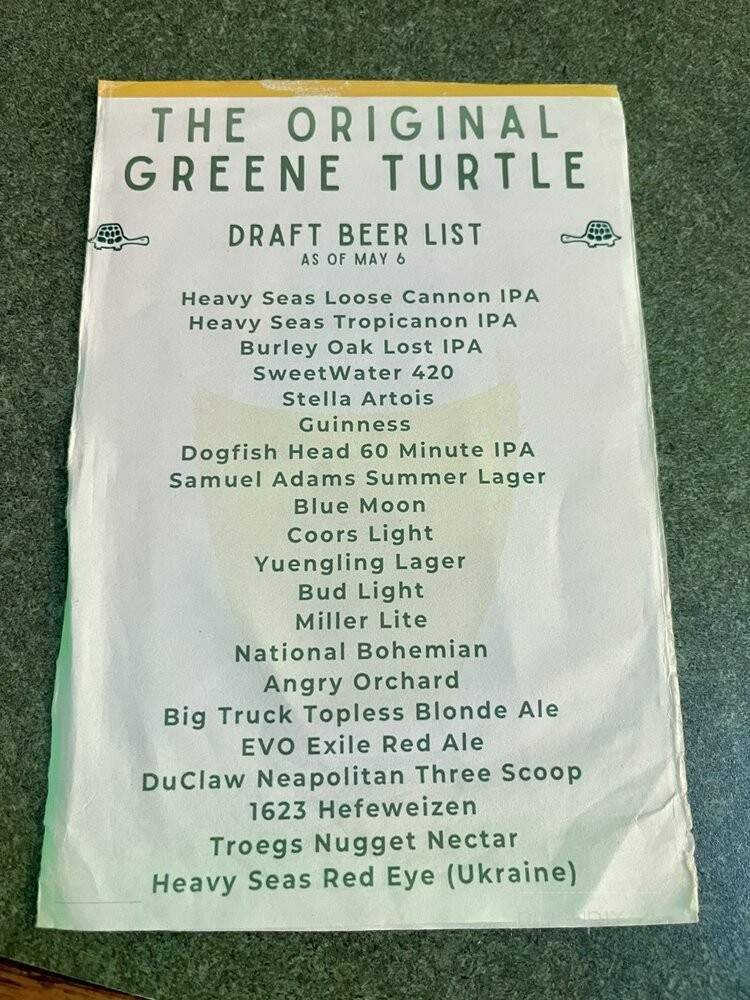 THE ORIGINAL
GREENE TURTLE
DRAFT BEER LIST
AS OF MAY 6
Heavy Seas Loose Cannon IPA
Heavy Seas Tropicanon IPA
Burley Oak Lost IPA
SweetWater 420
Stella Artois
Guinness
Dogfish Head 60 Minute IPA
Samuel Adams Summer Lager
Blue Moon
Coors Light
Yuengling Lager
Bud Light
Miller Lite
National Bohemian
Angry Orchard
Big Truck Topless Blonde Ale
EVO Exile Red Ale
DuClaw Neapolitan Three Scoop
1623 Hefeweizen
Troegs Nugget Nectar
Heavy Seas Red Eye (Ukraine)